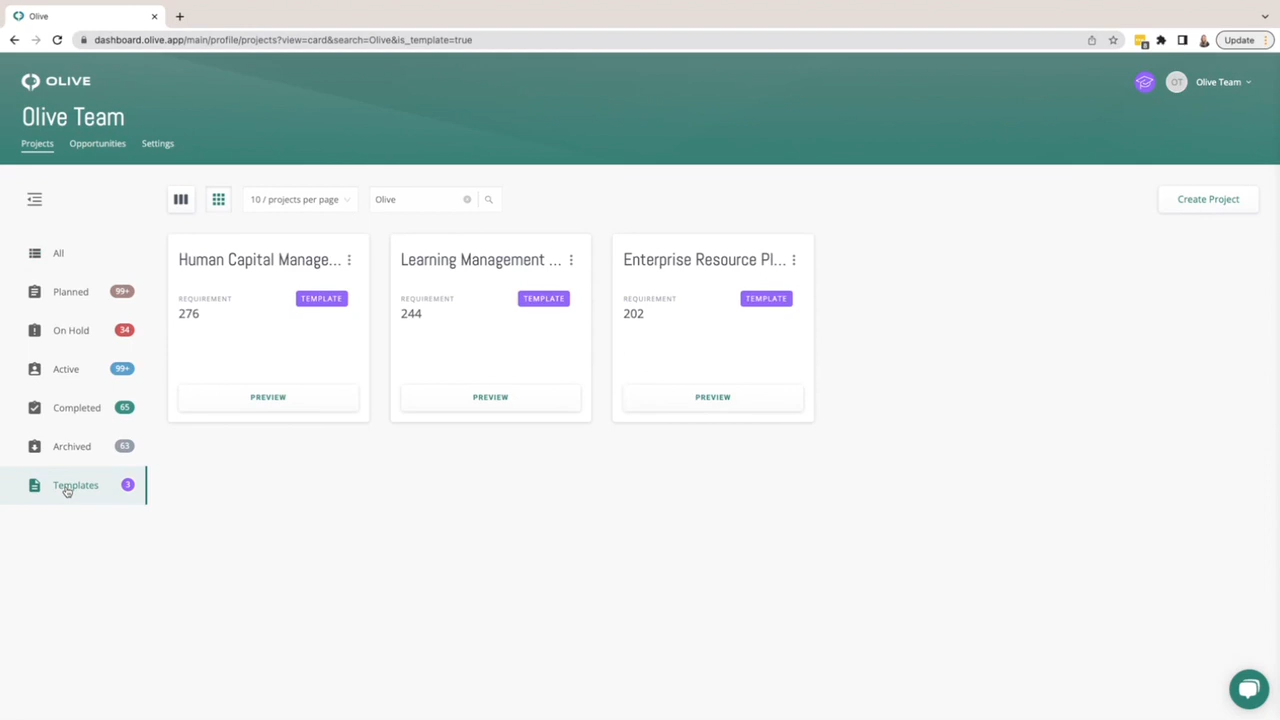 Olive
dashboard.olive.app/main/profile/projects?view=card&search=Olive&is_template=true
8
Update
OLIVE
OT
Olive Team
Olive Team
Projects
Opportunities
Settings
10 / projects per page
Olive
Create Project
All
Planned
99+
On Hold
34
Active
99+
Completed
65
Archived
63
Templates
3
Human Capital Manage...
REQUIREMENT
TEMPLATE
276
PREVIEW
Learning Management ...
REQUIREMENT
TEMPLATE
244
PREVIEW
Enterprise Resource Pl...
REQUIREMENT
TEMPLATE
202
PREVIEW